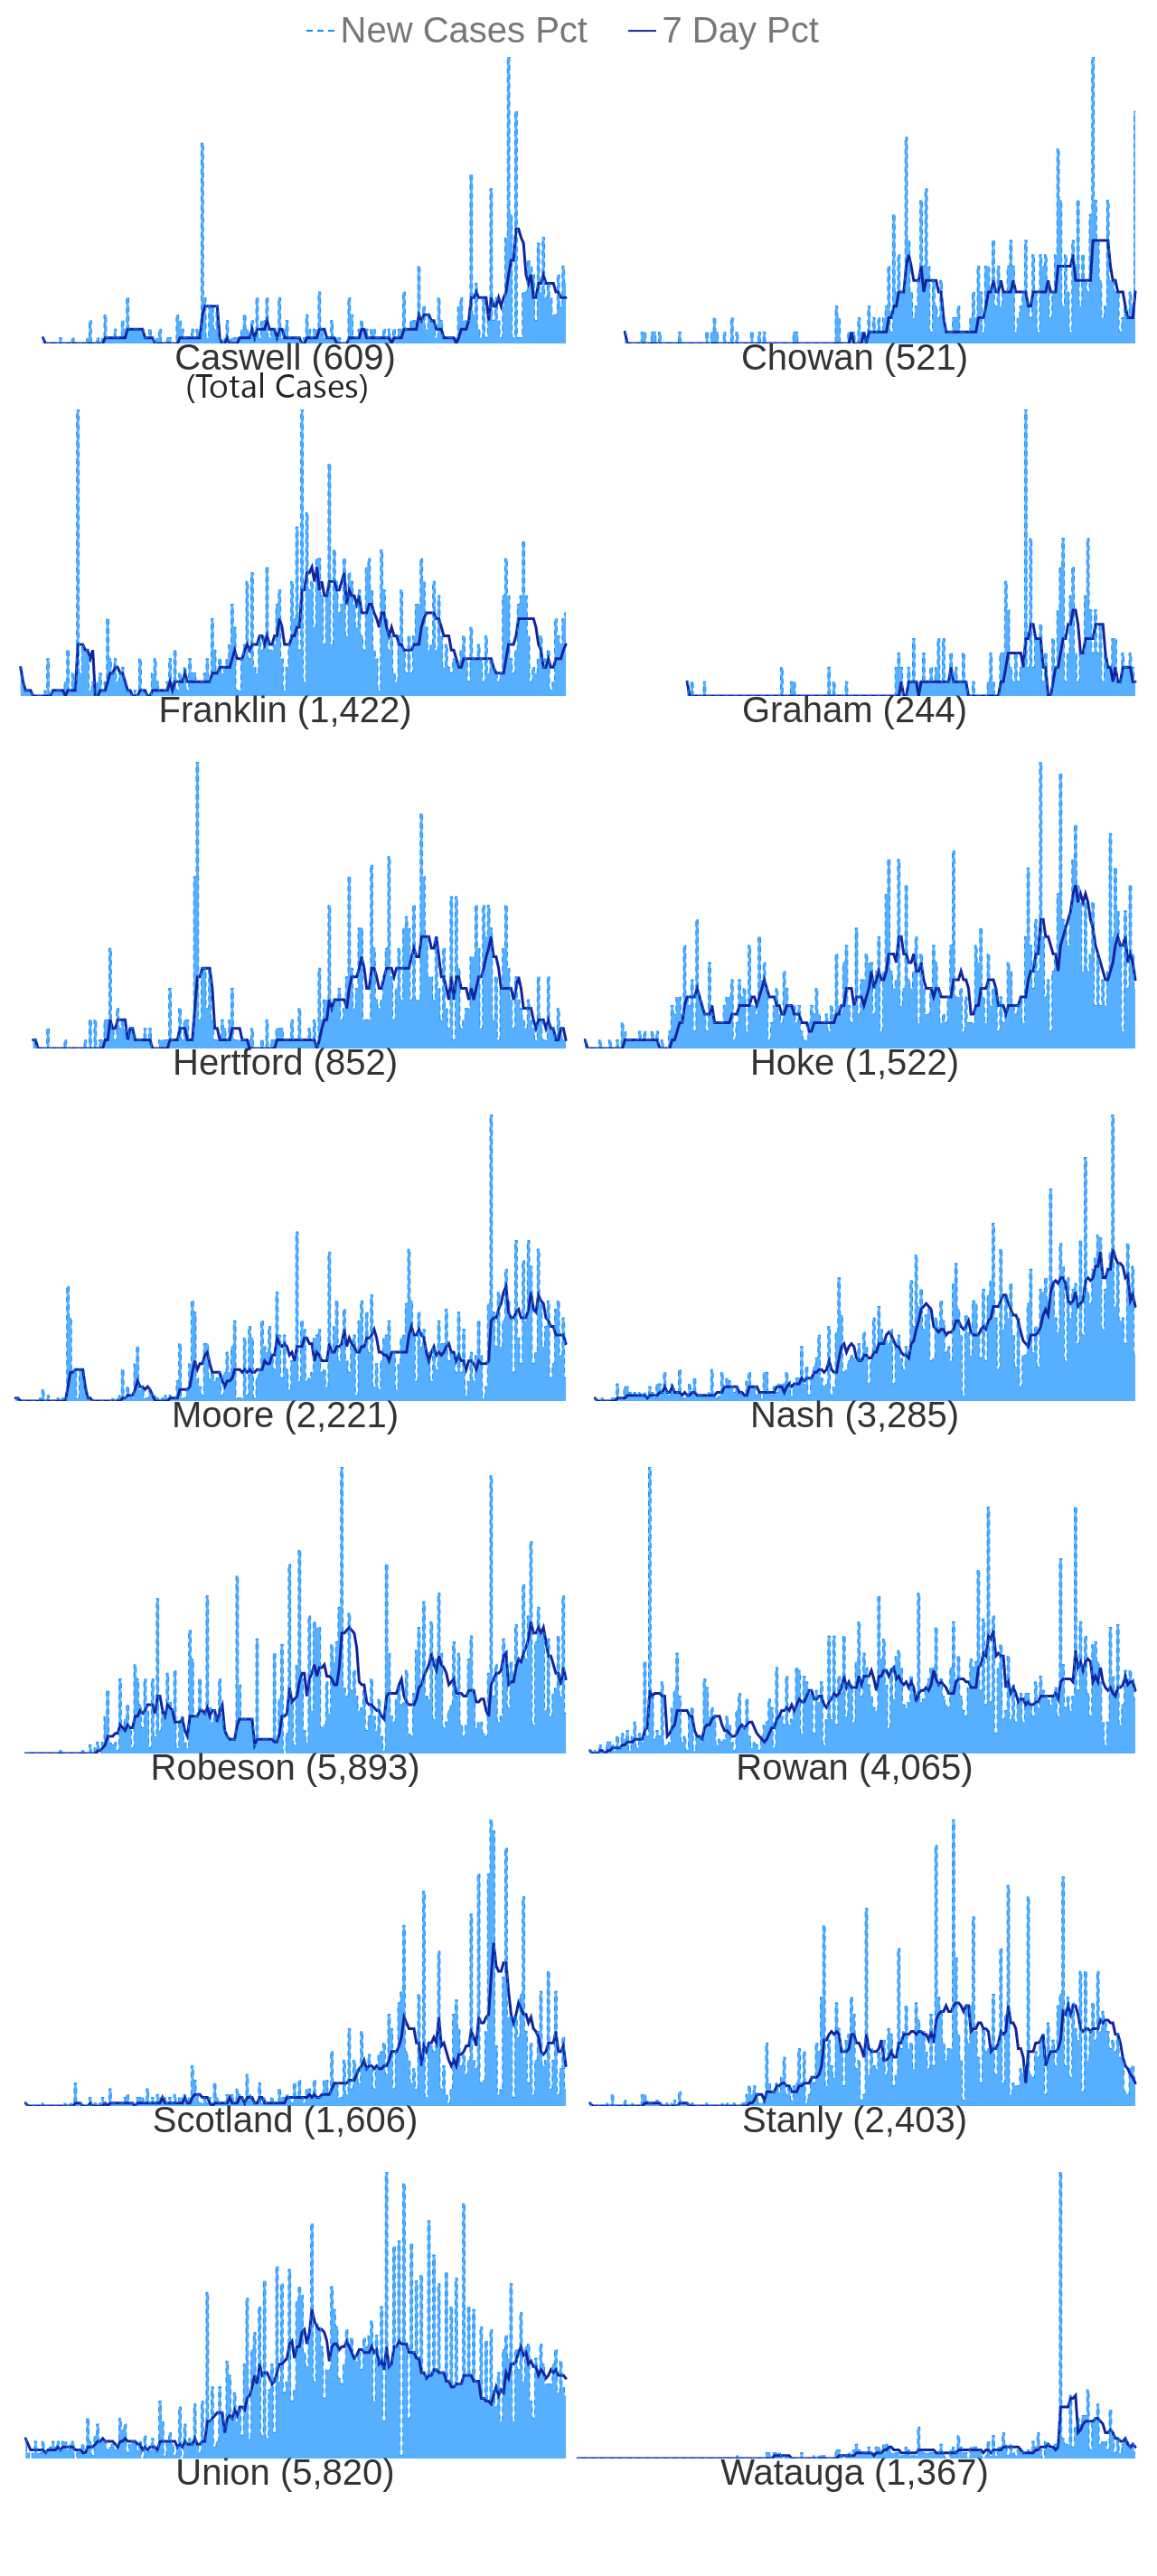 New Cases Pct 7 Day Pct
Caswell (609) Chowan (521)
(Total Cases)
Franklin (1,422) Graham (244)
Hertford (852) Hoke (1,522)
Moore (2,221) Nash (3,285)
Robeson (5,893) Rowan (4,065)
Scotland (1,606) Stanly (2,403)
Union (5,820) Watauga (1,367)